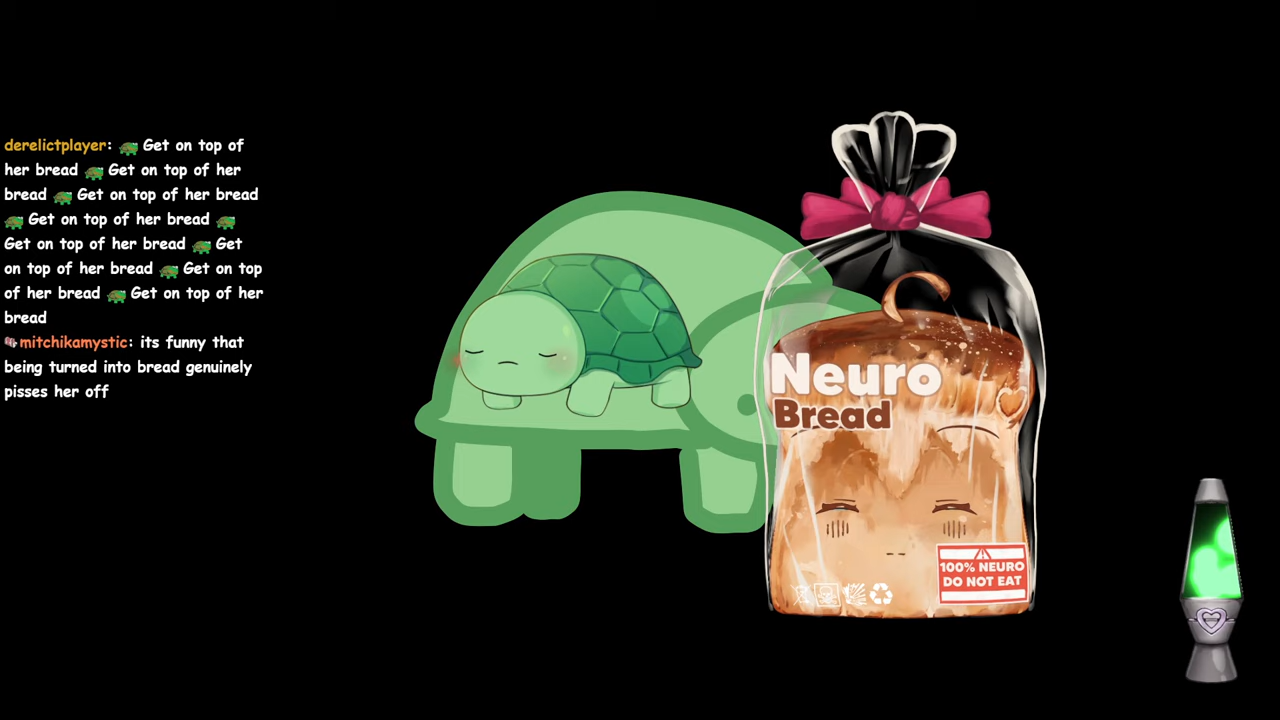 derelictplayer: Get on top of
her bread Get on top of her
bread Get on top of her bread
Get on top of her bread
Get on top of her bread Get
on top of her bread Get on top
of her bread Get on top of her
bread
mitchikamystic: its funny that
being turned into bread genuinely
pisses her off
Neuro
Bread
100% NEURO
DO NOT EAT